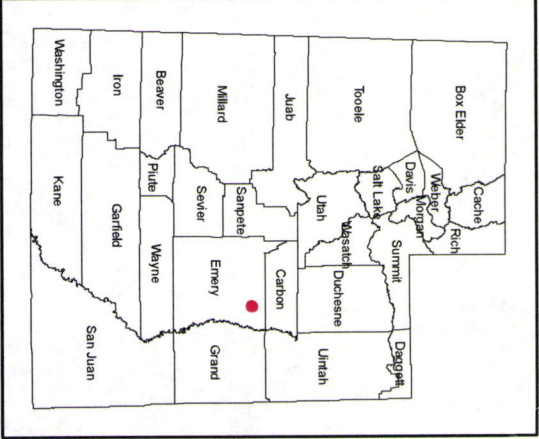 Box Elder
Cache
Rich
Weber
Morgan
Davis
Summit
Daggett
Salt Lake
Tooele
Wasatch
Utah
Duchesne
Uintah
Juab
Carbon
Sanpete
Millard
Emery
Grand
Sevier
Beaver
Piute
Wayne
Iron
Garfield
San Juan
Washington
Kane